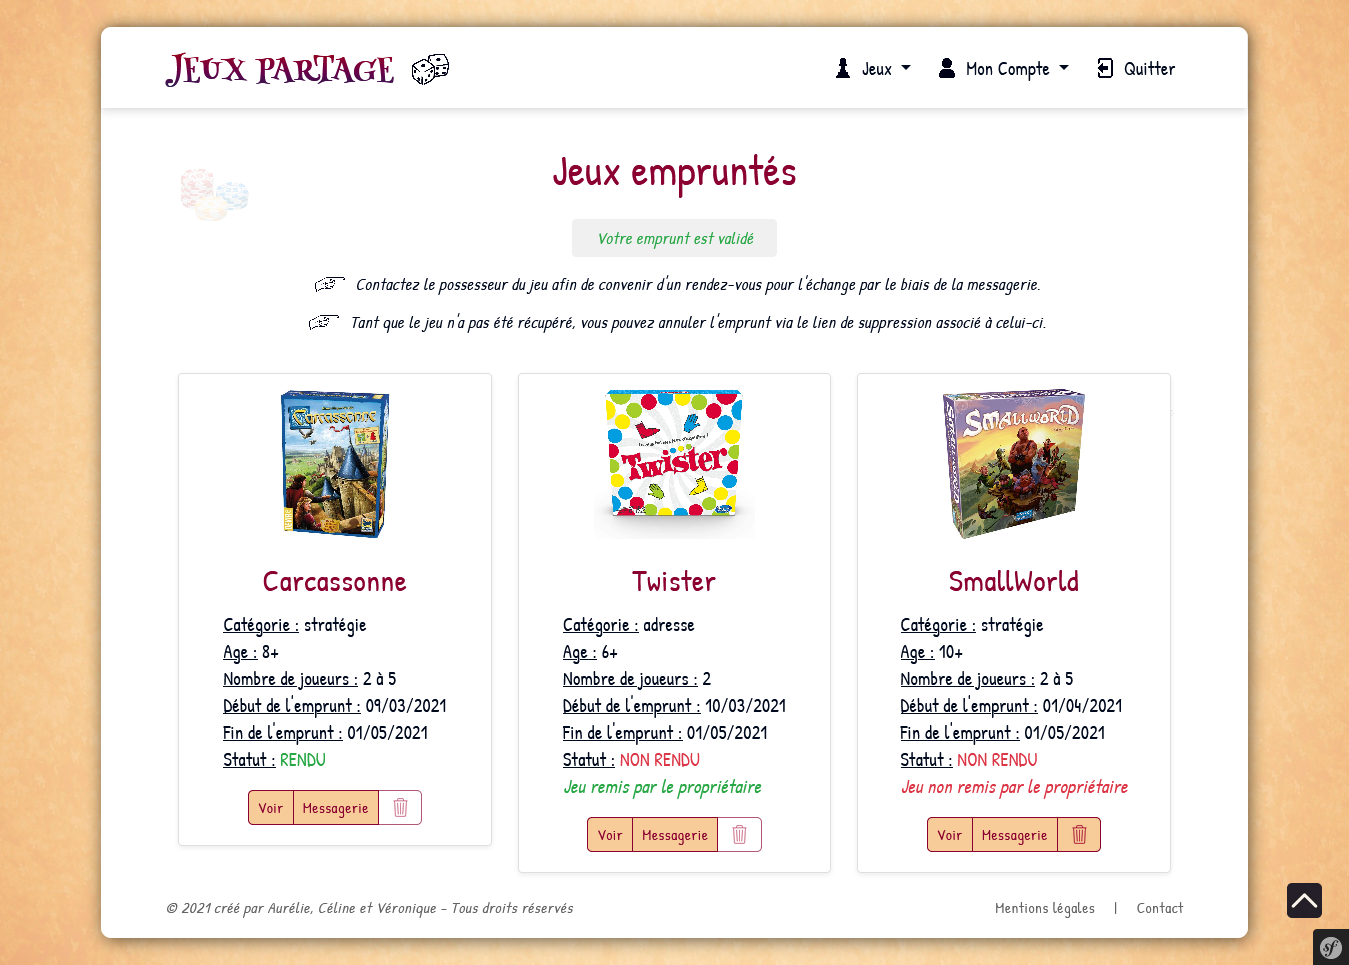 Jeux Partage
Jeux
Mon Compte
Quitter
Jeux empruntés
Votre emprunt est validé
Contactez le possesseur du jeu afin de convenir d'un rendez-vous pour l'échange par le biais de la messagerie.
Tant que le jeu n'a pas été récupéré, vous pouvez annuler l'emprunt via le lien de suppression associé à celui-ci.
Carcassonne
Twister
SMALLWORLD
Carcassonne
Catégorie : stratégie
Age : 8+
Nombre de joueurs : 2 à 5
Début de l'emprunt : 09/03/2021
Fin de l'emprunt : 01/05/2021
Statut : RENDU
Voir
Messagerie
Twister
Catégorie : adresse
Age : 6+
Nombre de joueurs : 2
Début de l'emprunt : 10/03/2021
Fin de l'emprunt : 01/05/2021
Statut : NON RENDU
Jeu remis par le propriétaire
Voir
Messagerie
SmallWorld
Catégorie : stratégie
Age : 10+
Nombre de joueurs : 2 à 5
Début de l'emprunt : 01/04/2021
Fin de l'emprunt : 01/05/2021
Statut : NON RENDU
Jeu non remis par le propriétaire
Voir
Messagerie
© 2021 créé par Aurélie, Céline et Véronique - Tous droits réservés
Mentions légales | Contact
sf